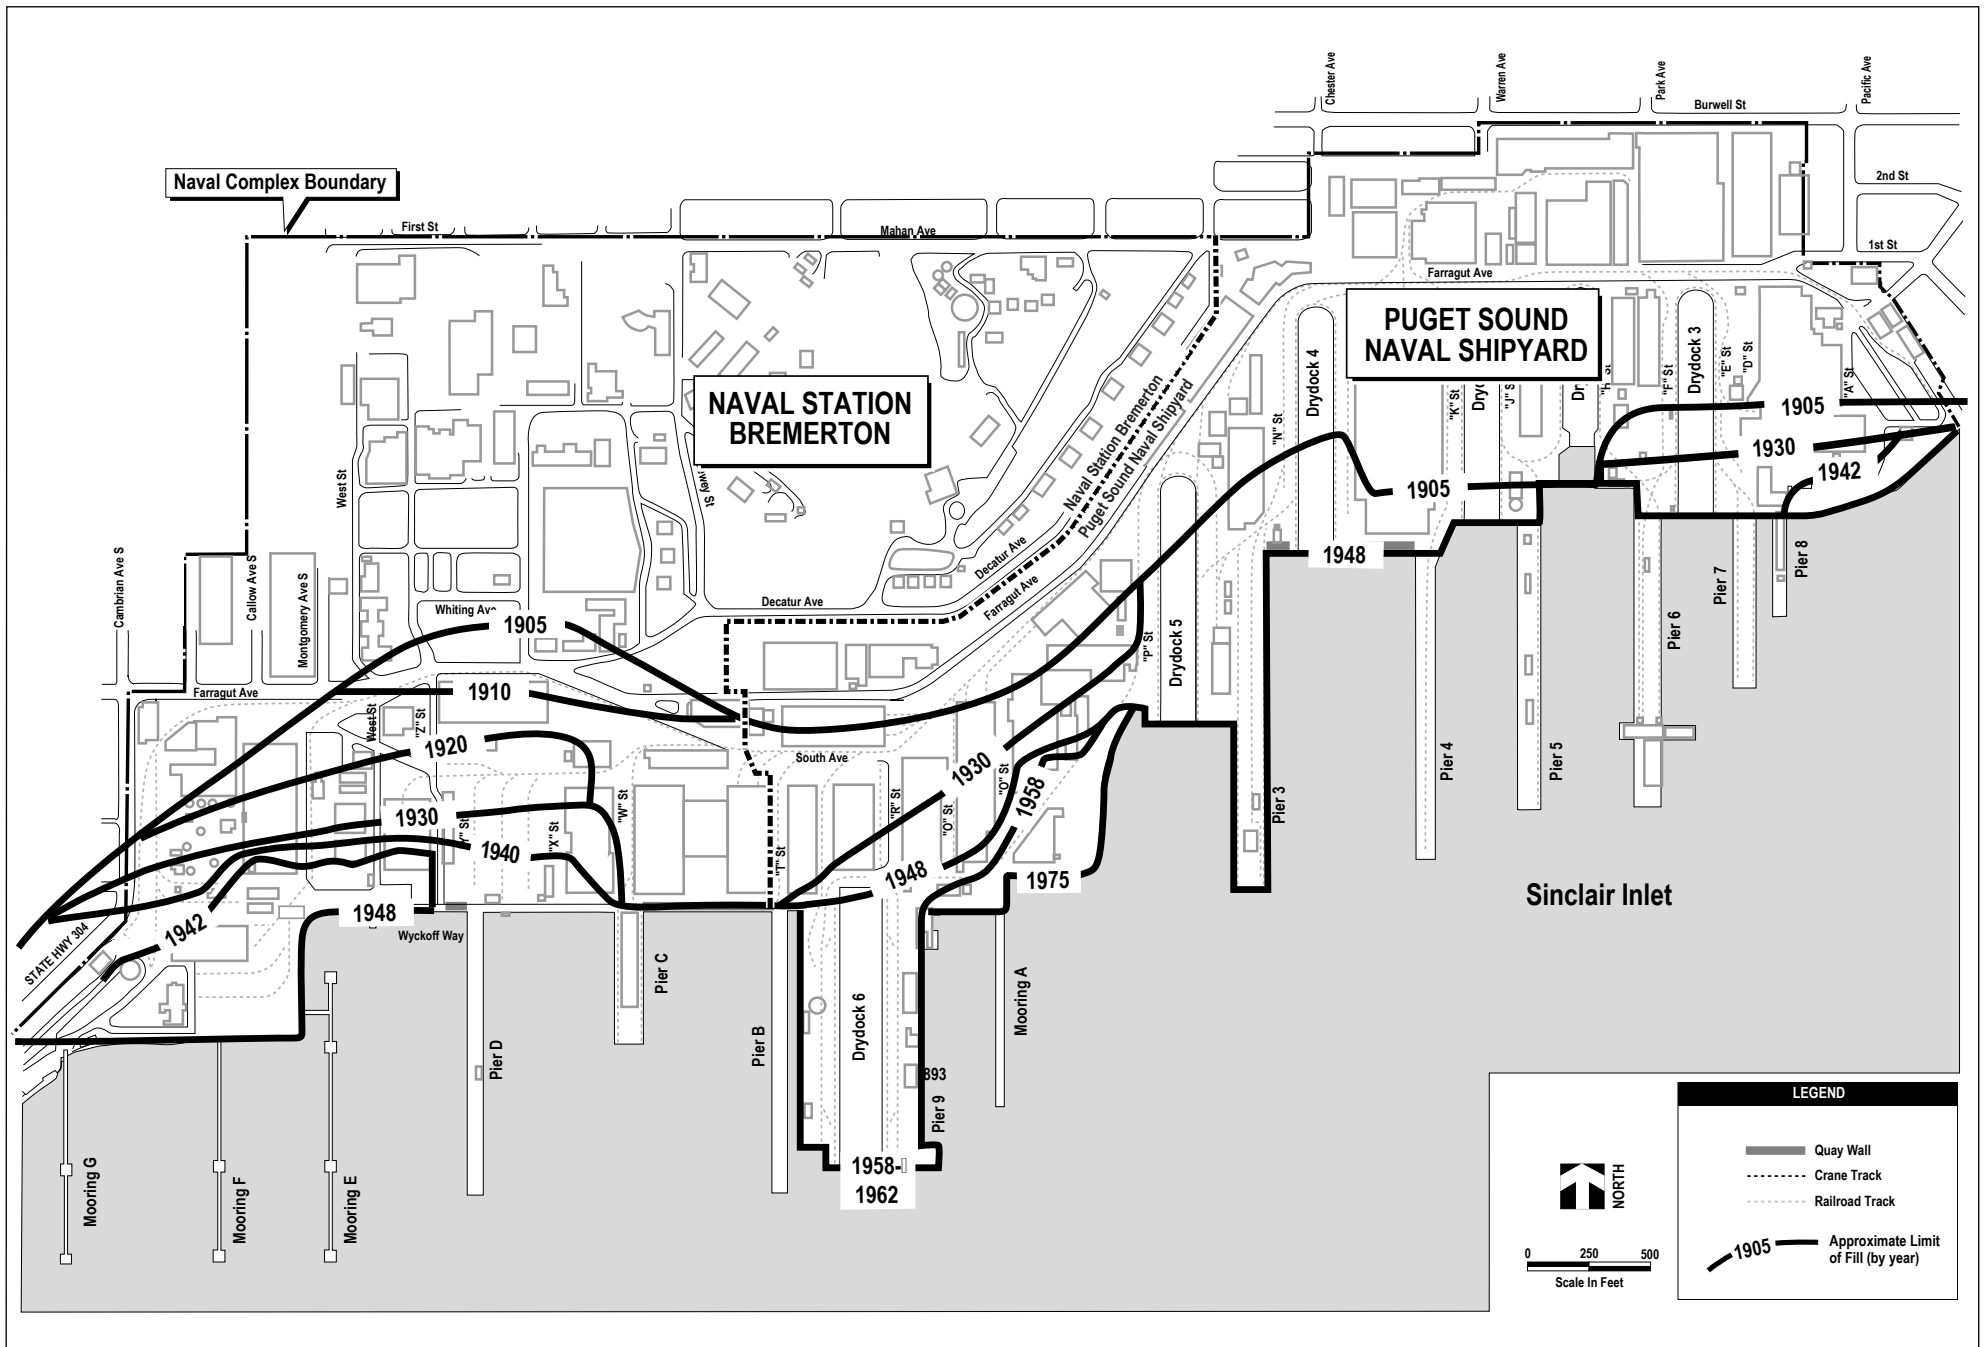 Chester Ave
Warren Ave
Park Ave
Pacific Ave
Burwell St
Naval Complex Boundary
2nd St
First St
Mahan Ave
1st St
Farragut Ave
PUGET SOUND
NAVAL SHIPYARD
Drydock 4
Drydock 3
"F" St
"E" St
"D" St
"A" St
"K" St
"N" St
NAVAL STATION
BREMERTON
Naval Station Bremerton
Puget Sound Naval Shipyard
1905
1930
1942
1905
West St
Cambrian Ave S
Callow Ave S
Montgomery Ave S
Decatur Ave
Farragut Ave
Decatur Ave
1948
Pier 8
Pier 7
Pier 6
Whiting Ave
1905
"P" St
Drydock 5
Farragut Ave
1910
West St
"Z" St
1920
South Ave
1930
"O" St
1958
Pier 3
Pier 4
Pier 5
1930
1940
"X" St
"W" St
"T" St
"R" St
"O" St
1948
1975
Sinclair Inlet
1942
1948
STATE HWY 304
Wyckoff Way
Pier C
Pier D
Pier B
Drydock 6
Mooring A
893
Pier 9
Mooring G
Mooring F
Mooring E
1958-
1962
NORTH
0 250 500
Scale In Feet
LEGEND
Quay Wall
Crane Track
Railroad Track
1905
Approximate Limit
of Fill (by year)